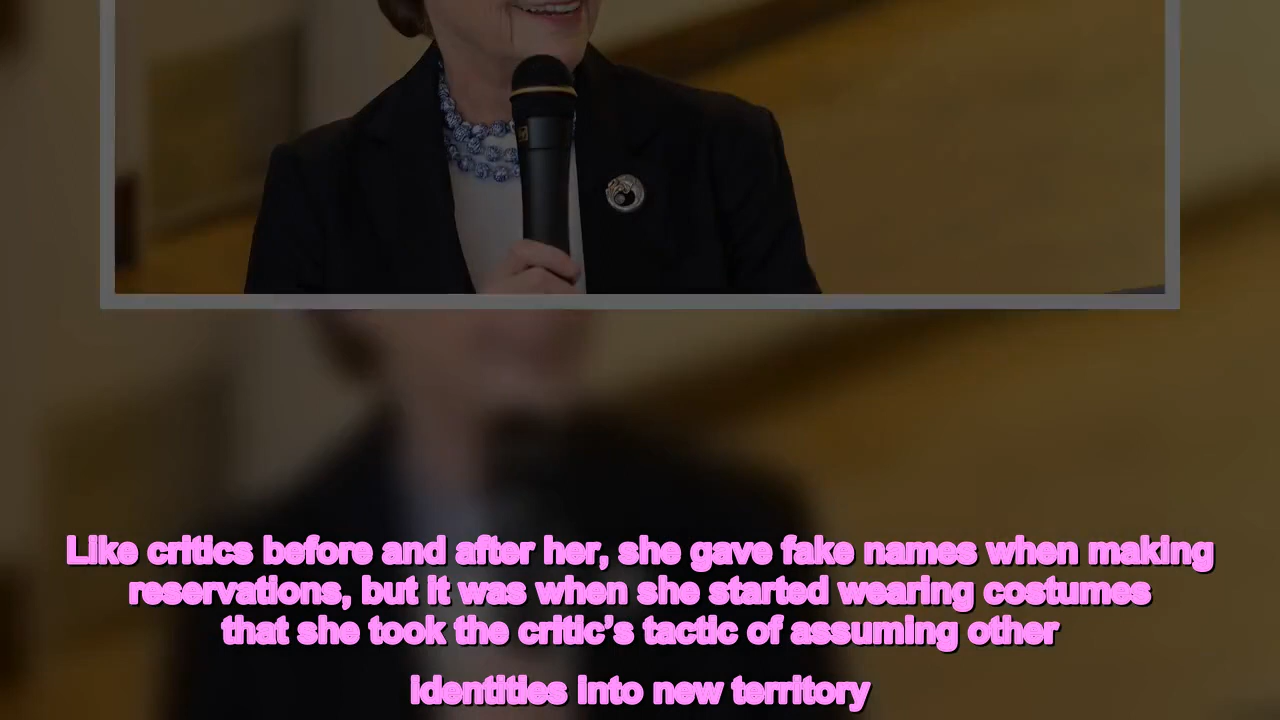 Like critics before and after her, she gave fake names when making
reservations, but it was when she started wearing costumes
that she took the critic’s tactic of assuming other
identities into new territory